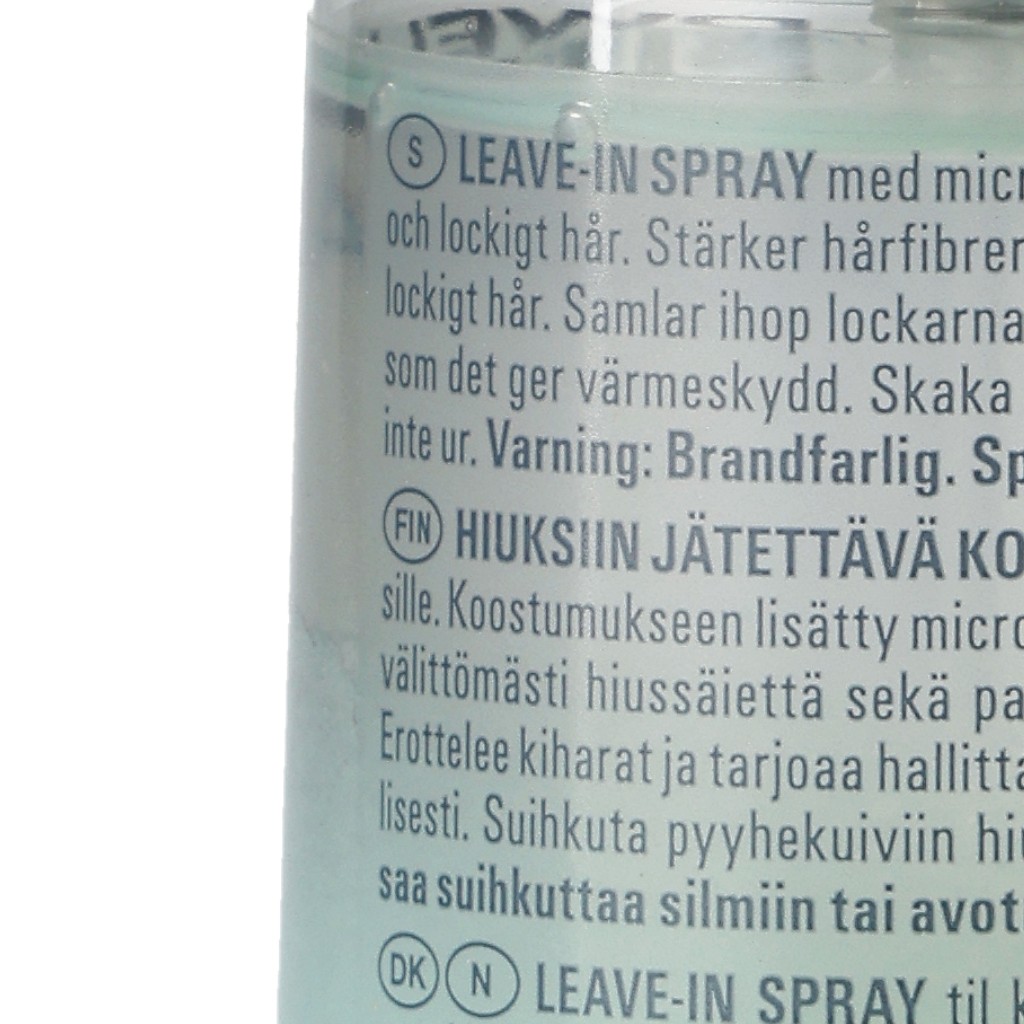 S LEAVE-IN SPRAY med
och lockigt hår. Stärker
lockigt hår. Samlar ihop lockarna
som det ger värmeskydd. Skaka
inte ur. Varning: Brandfarlig.
FIN HIUKSIIN JÄTETTÄVÄ
sille. Koostumukseen lisätty
välittömästi hiussäiettä sekä
Erottelee kiharat ja tarjoaa
lisesti. Suihkuta pyyhekuiviin
saa suihkuttaa silmiin tai
DK N LEAVE-IN SPRAY til